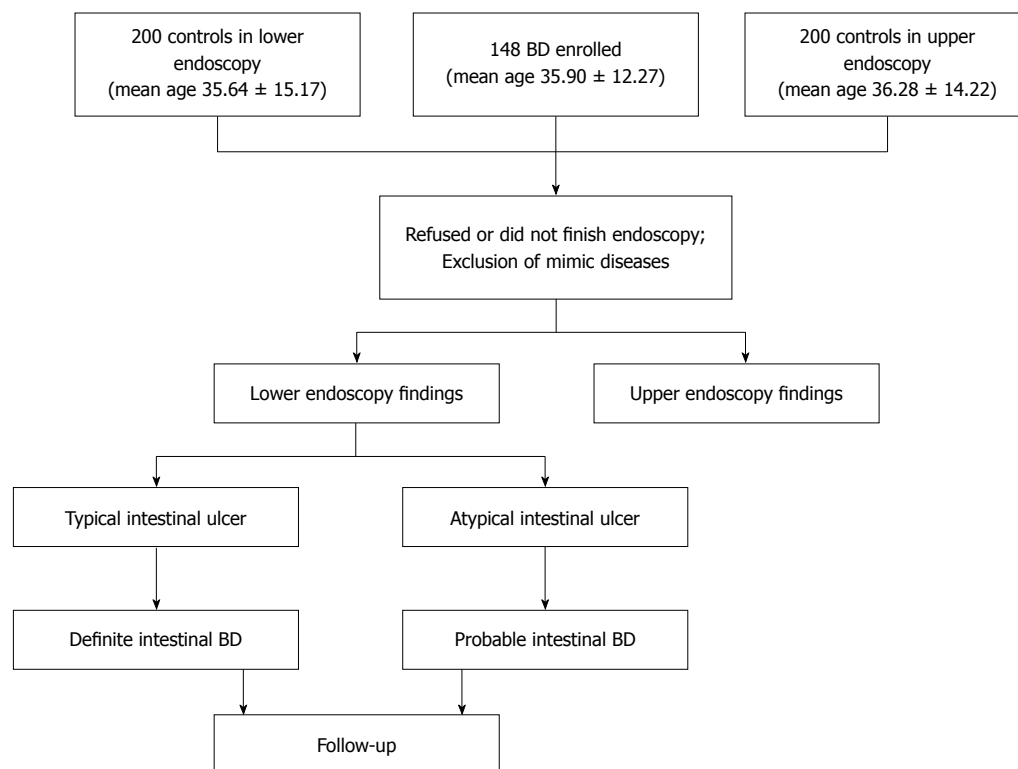 200 controls in lower
endoscopy
(mean age 35.64 ± 15.17)
148 BD enrolled
(mean age 35.90 ± 12.27)
200 controls in upper
endoscopy
(mean age 36.28 ± 14.22)
Refused or did not finish endoscopy;
Exclusion of mimic diseases
Lower endoscopy findings
Upper endoscopy findings
Typical intestinal ulcer
Atypical intestinal ulcer
Definite intestinal BD
Probable intestinal BD
Follow-up